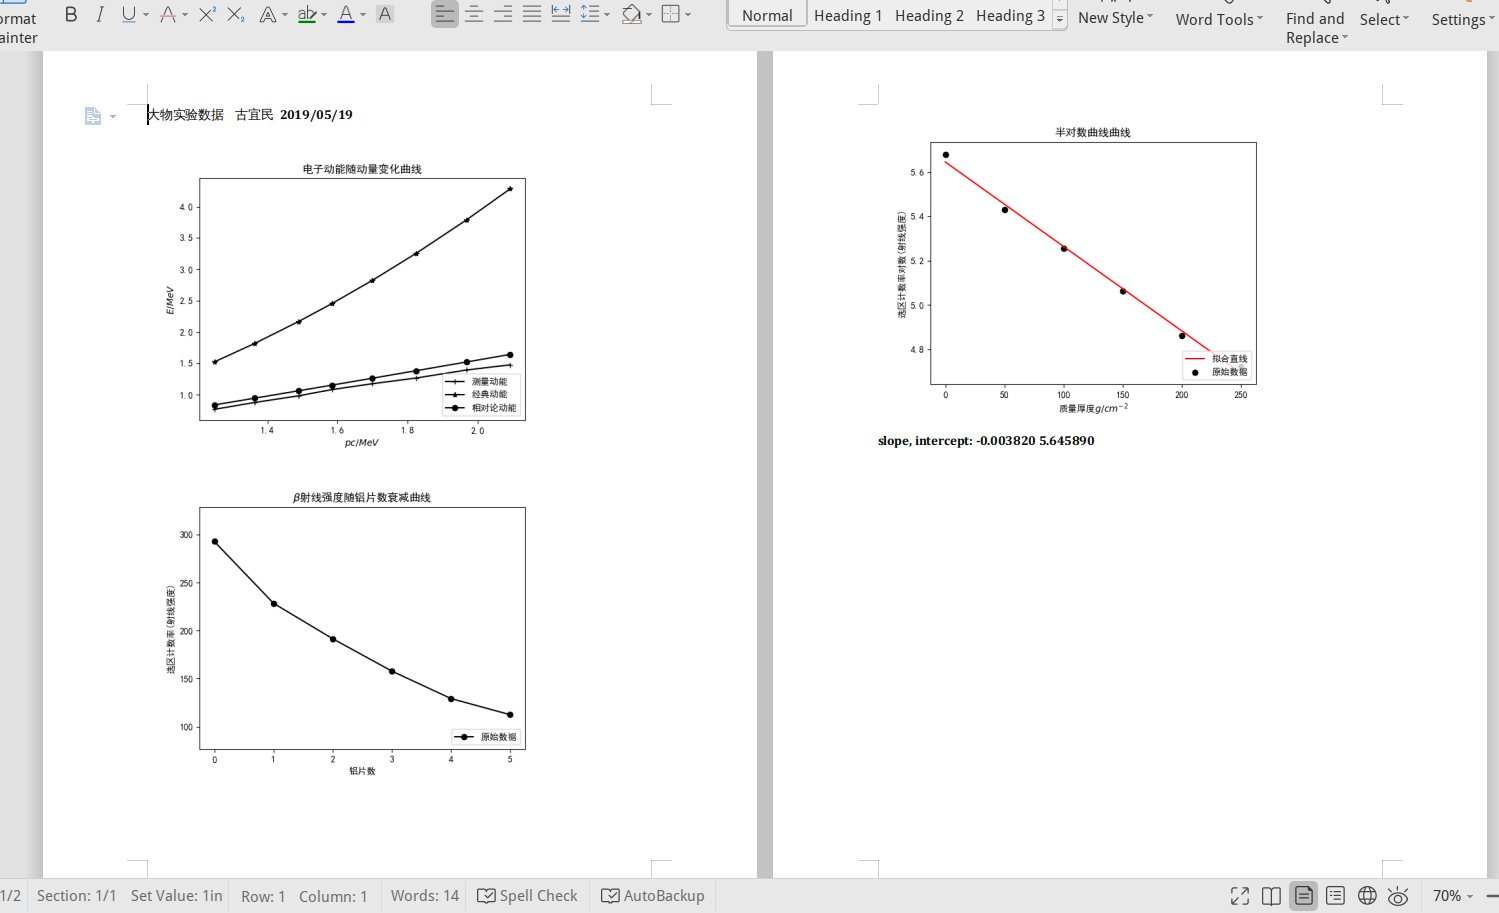 ormat
ainter
B I U A X² X₂ A ab A A
Normal Heading 1 Heading 2 Heading 3
New Style Word Tools Find and
Replace Select Settings
大物实验数据 古宜民 2019/05/19
电子动能随动量变化曲线
E/MeV
4.0
3.5
3.0
2.5
2.0
1.5
1.0
测量动能
经典动能
相对论动能
1.4 1.6 1.8 2.0
pc/MeV
β射线强度随铝片数衰减曲线
选区计数率(射线强度)
300
250
200
150
100
原始数据
0 1 2 3 4 5
铝片数
半对数曲线曲线
选区计数率对数(射线强度)
5.6
5.4
5.2
5.0
4.8
拟合直线
原始数据
0 50 100 150 200 250
质量厚度g/cm⁻²
slope, intercept: -0.003820 5.645890
1/2 Section: 1/1 Set Value: 1in Row: 1 Column: 1 Words: 14 Spell Check AutoBackup 70%